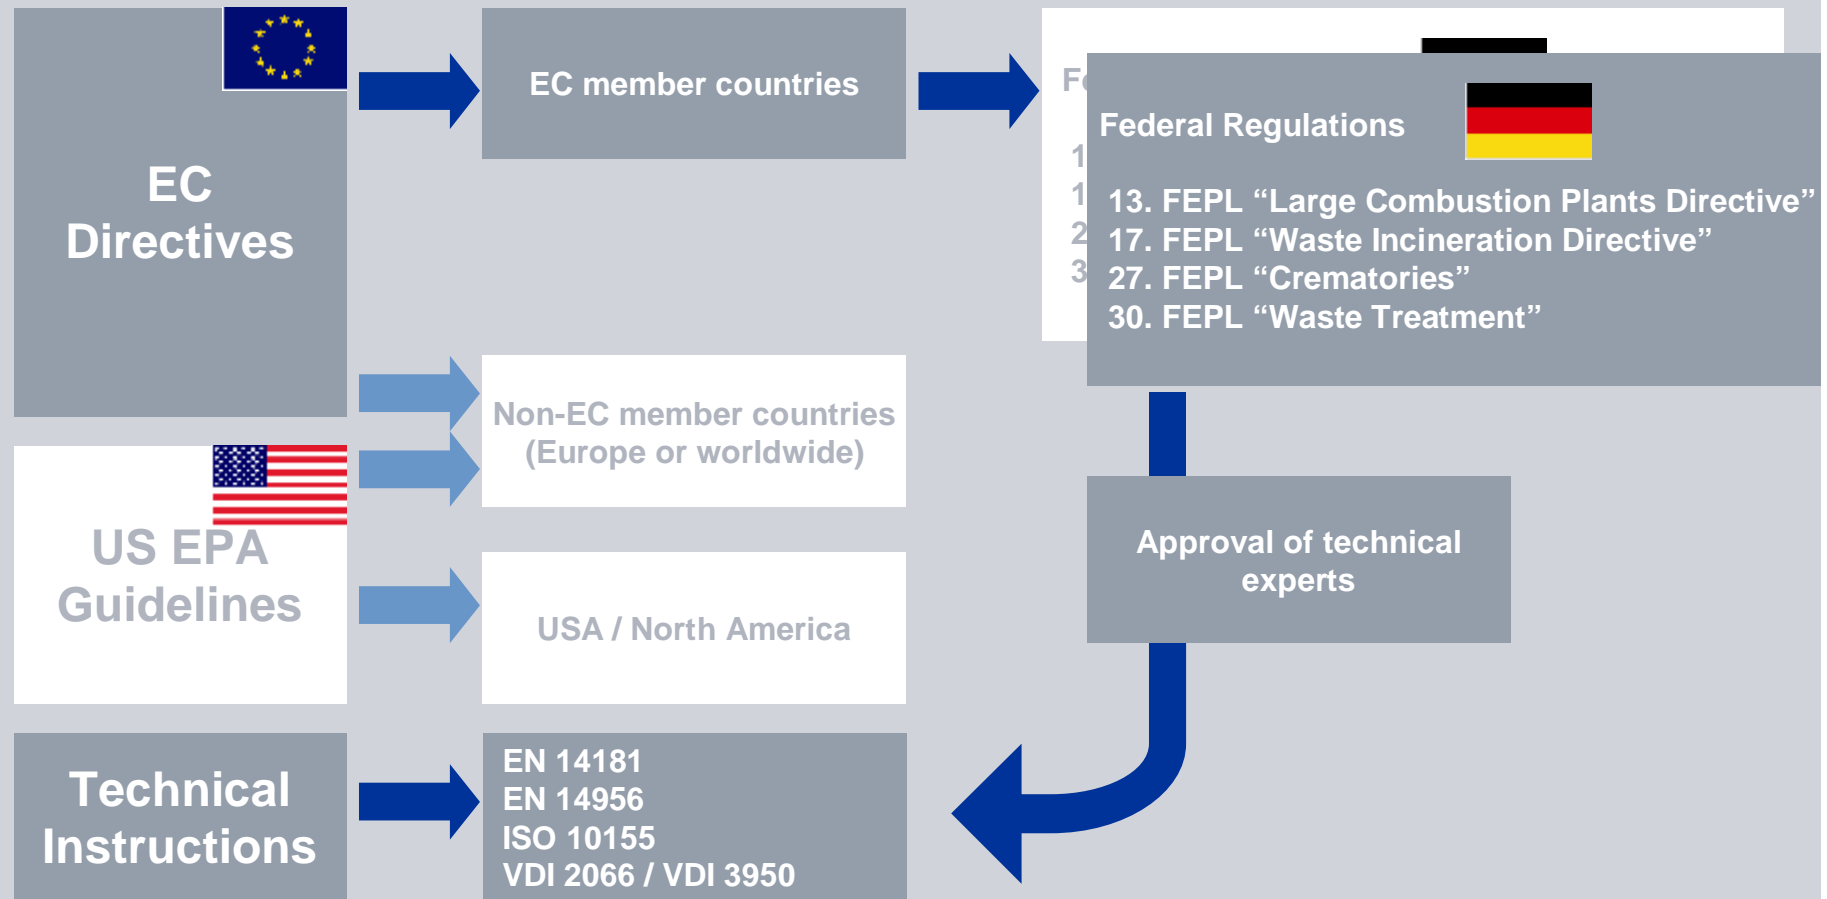 EC
Directives
EC member countries
Federal Regulations
13. FEPL “Large Combustion Plants Directive”
17. FEPL “Waste Incineration Directive”
27. FEPL “Crematories”
30. FEPL “Waste Treatment”
Non-EC member countries
(Europe or worldwide)
US EPA
Guidelines
USA / North America
Approval of technical
experts
Technical
Instructions
EN 14181
EN 14956
ISO 10155
VDI 2066 / VDI 3950